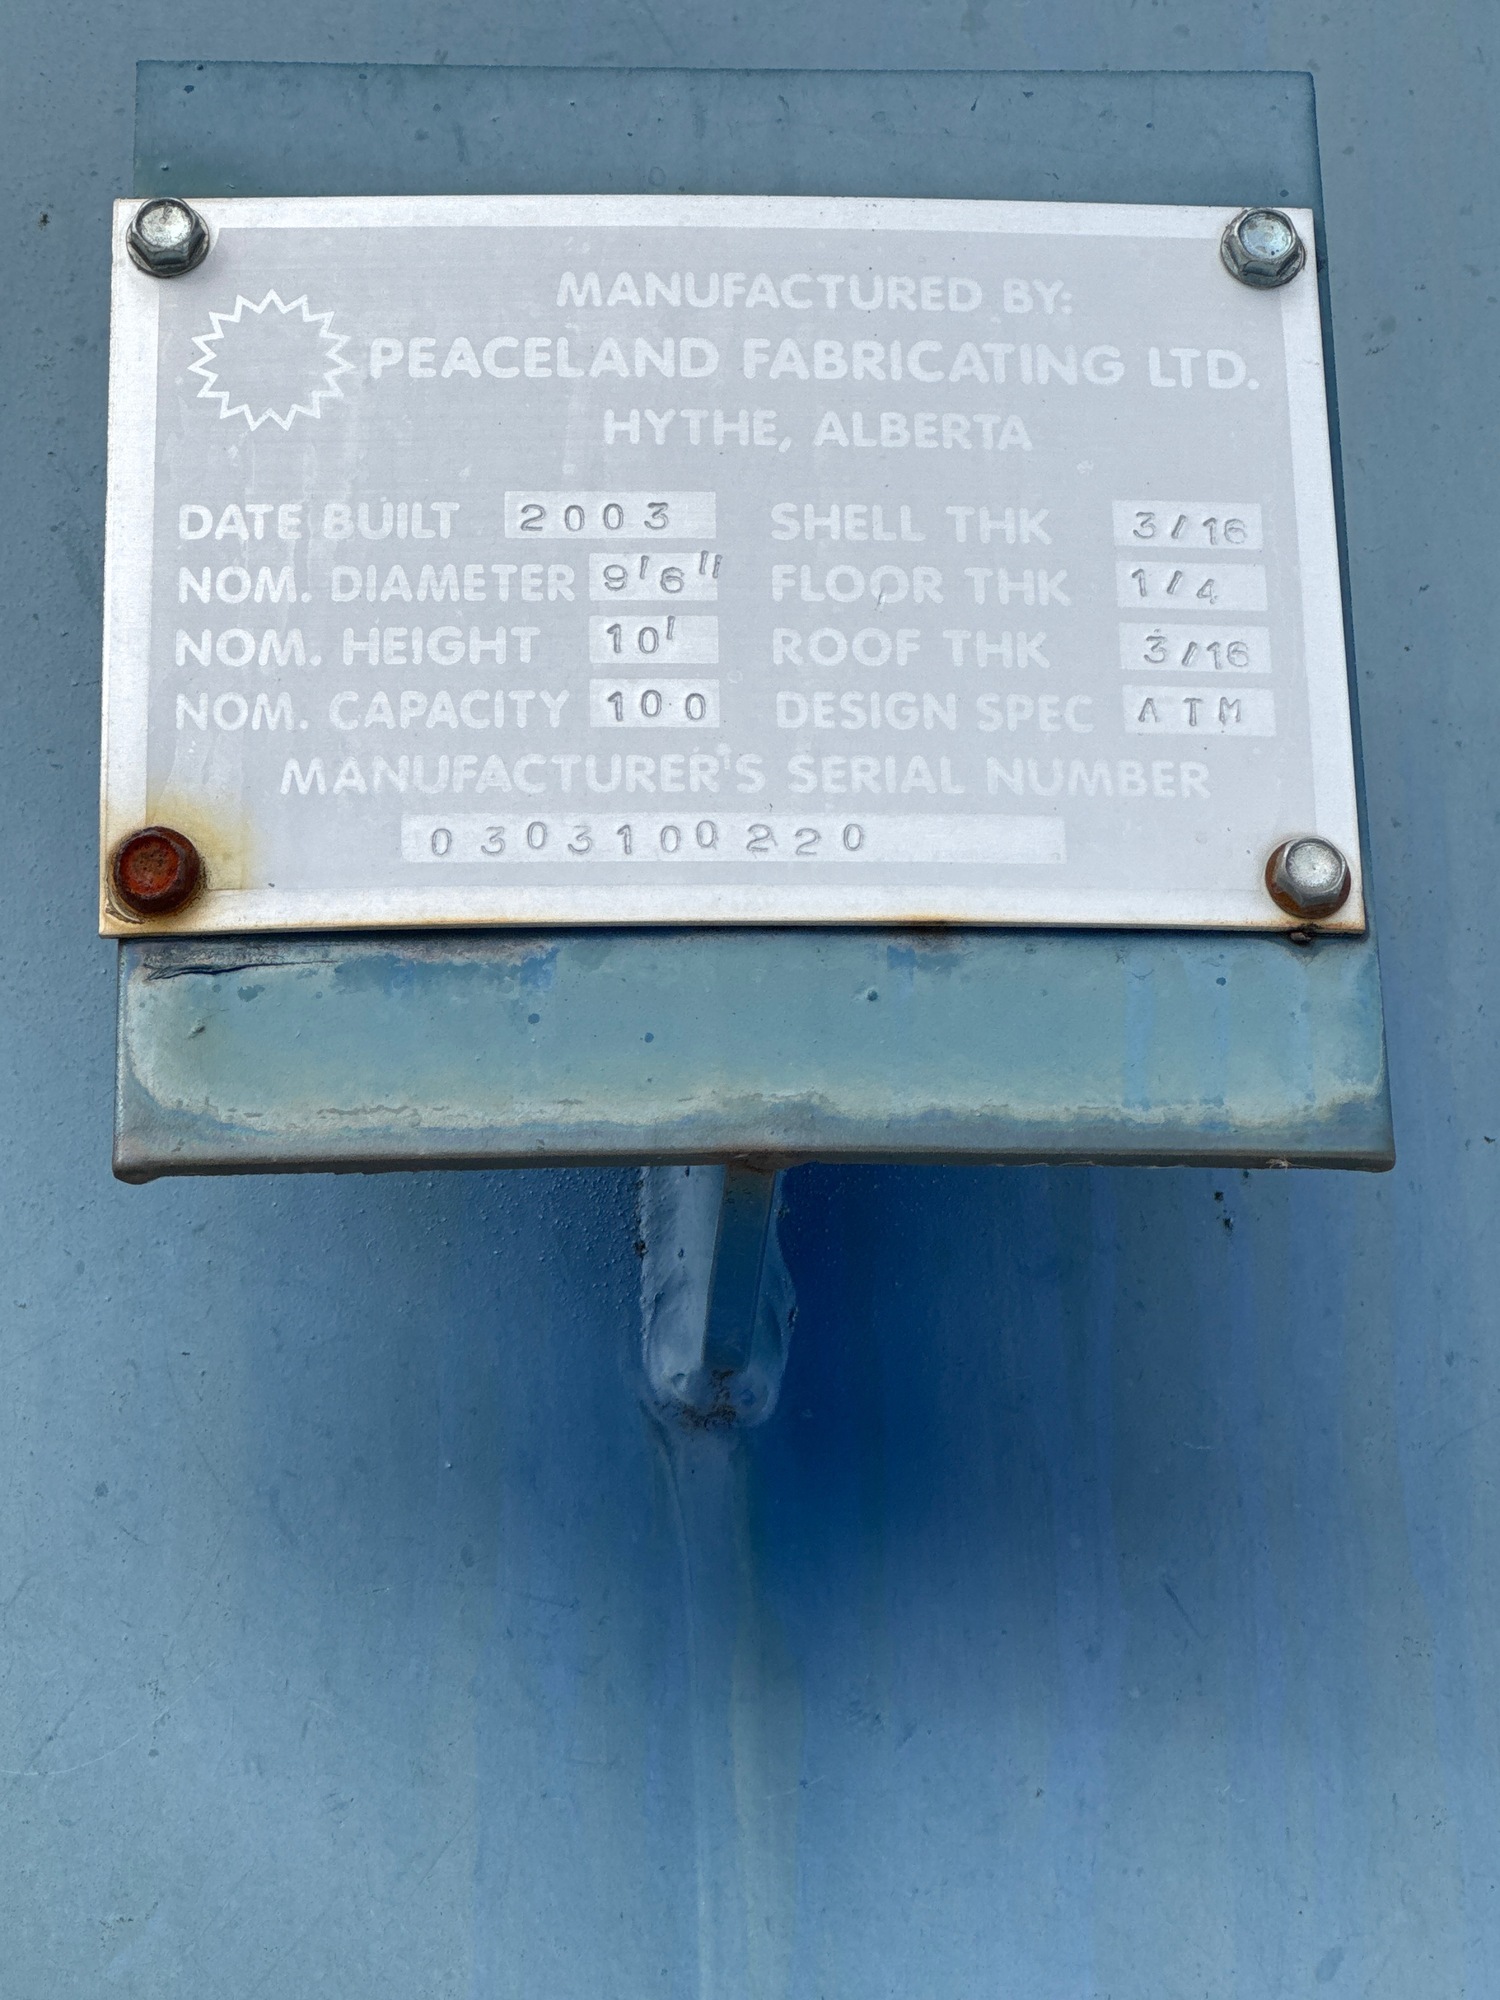 MANUFACTURED BY:
PEACELAND FABRICATING LTD.
HYTHE, ALBERTA
DATE BUILT 2003 SHELL THK 3/16
NOM. DIAMETER 9'6" FLOOR THK 1/4
NOM. HEIGHT 10' ROOF THK 3/16
NOM. CAPACITY 100 DESIGN SPEC ATM
MANUFACTURER'S SERIAL NUMBER
0303100220